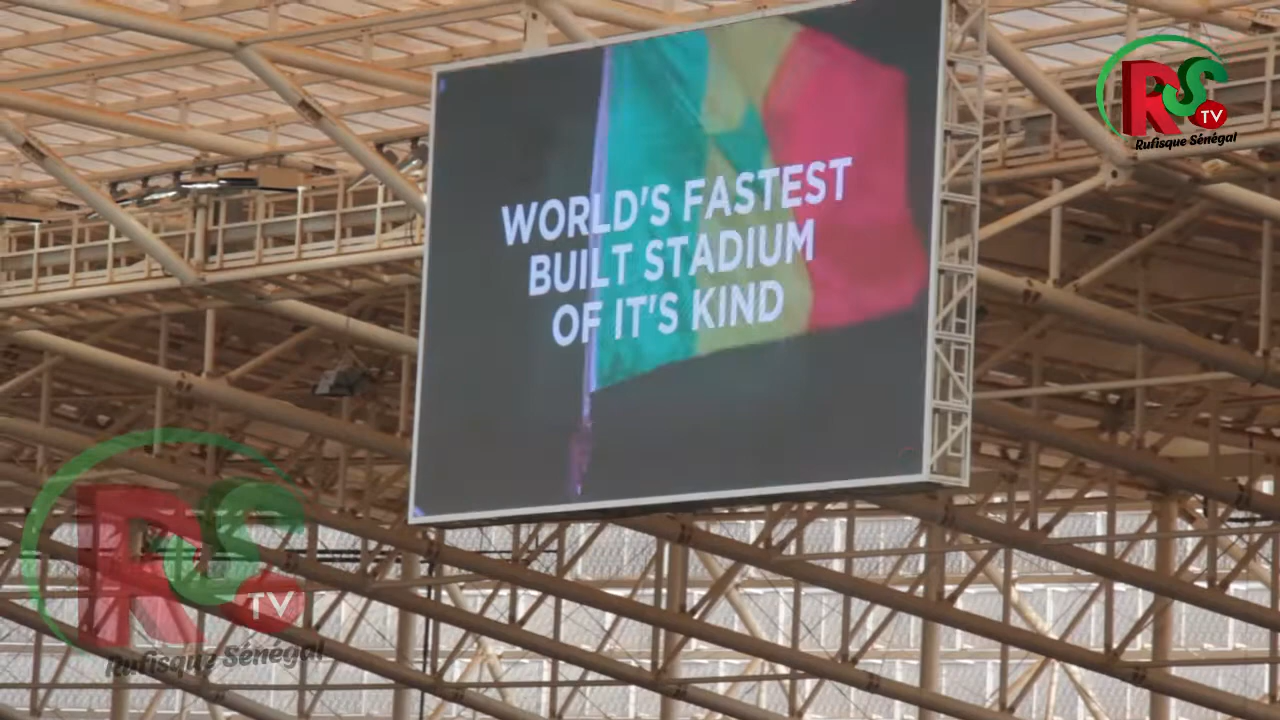 RS
TV
Rufisque Sénégal
WORLD'S FASTEST
BUILT STADIUM
OF IT'S KIND
RS
TV
Rufisque Sénégal